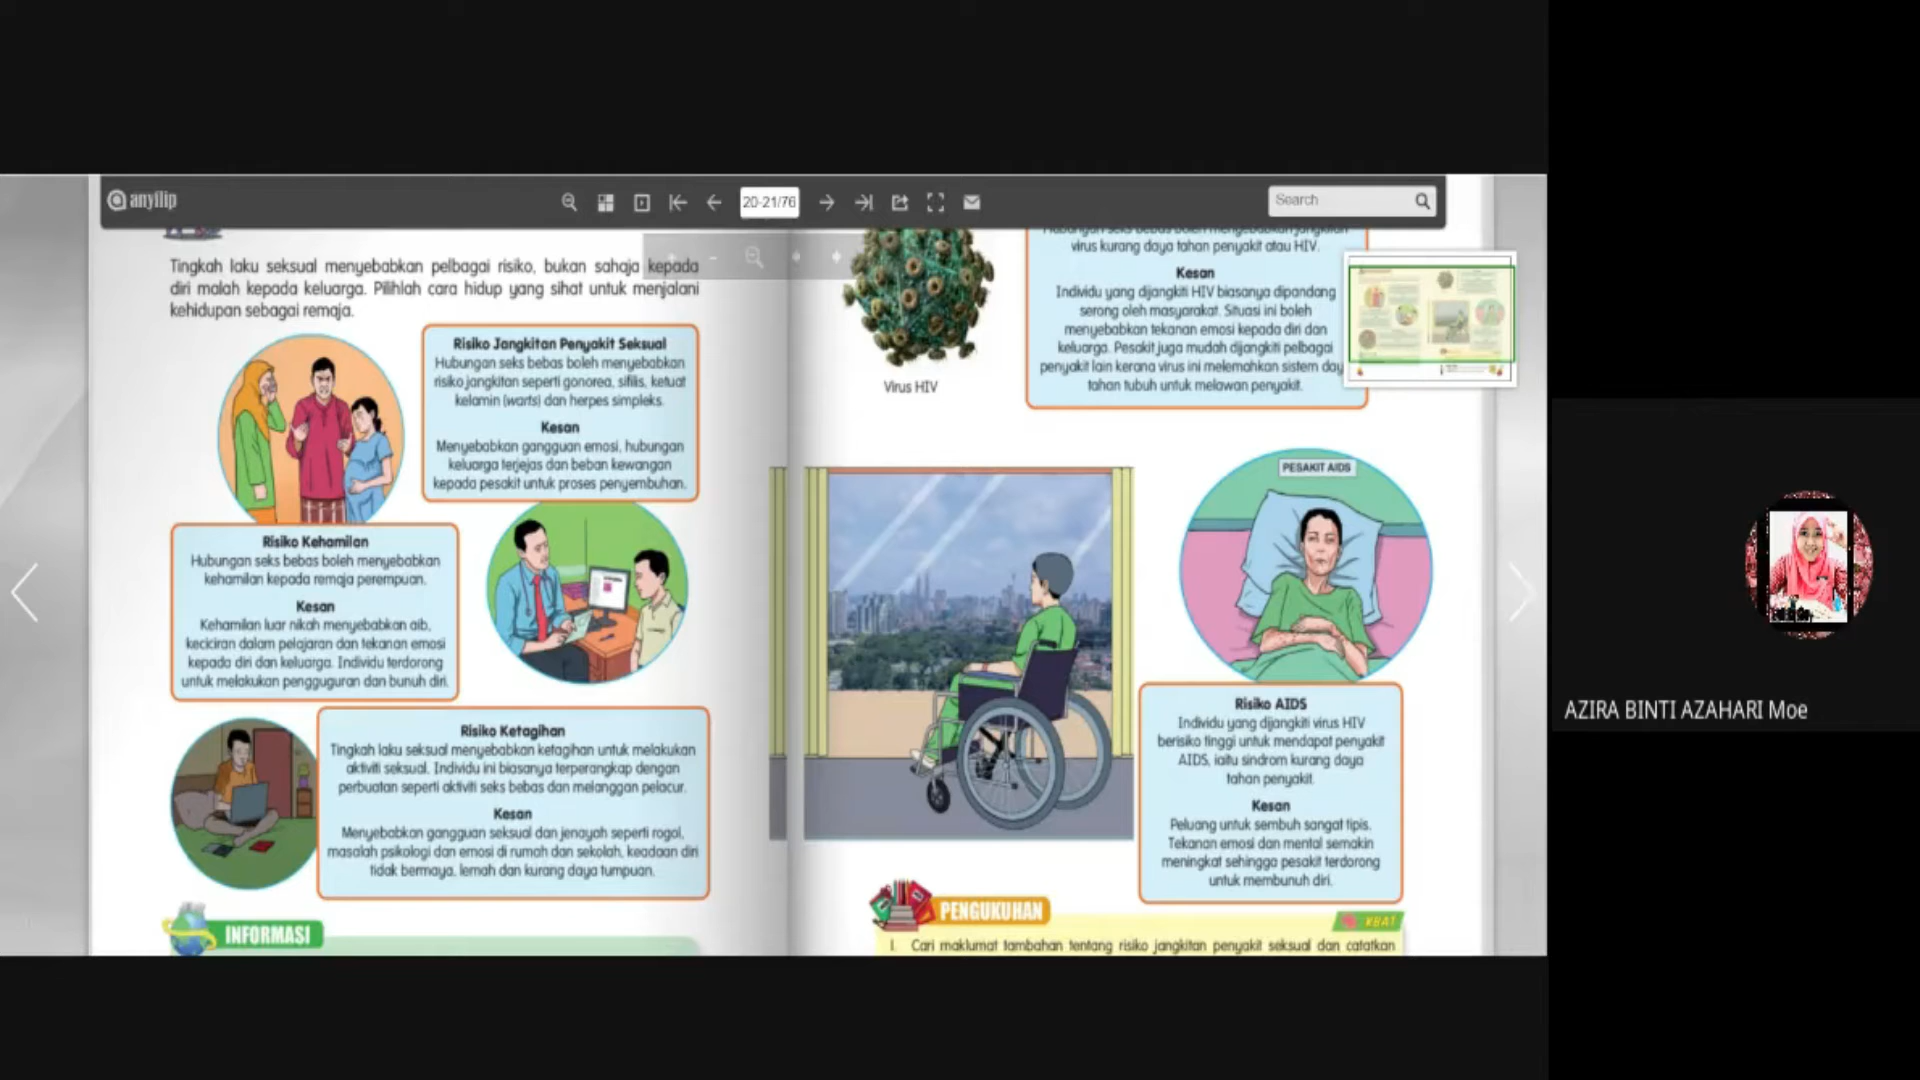 anyflip
20-21/76
Search
Tingkah laku seksual menyebabkan pelbagai risiko, bukan sahaja kepada
diri malah kepada keluarga. Pilihlah cara hidup yang sihat untuk menjalani
kehidupan sebagai remaja.
Risiko Jangkitan Penyakit Seksual
Hubungan seks bebas boleh menyebabkan
risiko jangkitan seperti gonorea, sifilis, ketuat
kelamin (warts) dan herpes simpleks.
Kesan
Menyebabkan gangguan emosi, hubungan
keluarga terjejas dan beban kewangan
kepada pesakit untuk proses penyembuhan.
Risiko Kehamilan
Hubungan seks bebas boleh menyebabkan
kehamilan kepada remaja perempuan.
Kesan
Kehamilan luar nikah menyebabkan aib,
keciciran dalam pelajaran dan tekanan emosi
kepada diri dan keluarga. Individu terdorong
untuk melakukan pengguguran dan bunuh diri.
Risiko Ketagihan
Tingkah laku seksual menyebabkan ketagihan untuk melakukan
aktiviti seksual. Individu ini biasanya terperangkap dengan
perbuatan seperti aktiviti seks bebas dan melanggan pelacur.
Kesan
Menyebabkan gangguan seksual dan jenayah seperti rogol,
masalah psikologi dan emosi di rumah dan sekolah, keadaan diri
tidak bermaya, lemah dan kurang daya tumpuan.
INFORMASI
Virus HIV
Hubungan seks bebas boleh menyebabkan jangkitan
virus kurang daya tahan penyakit atau HIV.
Kesan
Individu yang dijangkiti HIV biasanya dipandang
serong oleh masyarakat. Situasi ini boleh
menyebabkan tekanan emosi kepada diri dan
keluarga. Pesakit juga mudah dijangkiti pelbagai
penyakit lain kerana virus ini melemahkan sistem day
tahan tubuh untuk melawan penyakit.
PESAKIT AIDS
Risiko AIDS
Individu yang dijangkiti virus HIV
berisiko tinggi untuk mendapat penyakit
AIDS, iaitu sindrom kurang daya
tahan penyakit.
Kesan
Peluang untuk sembuh sangat tipis.
Tekanan emosi dan mental semakin
meningkat sehingga pesakit terdorong
untuk membunuh diri.
PENGUKUHAN
KBAT
1. Cari maklumat tambahan tentang risiko jangkitan penyakit seksual dan catatkan
AZIRA BINTI AZAHARI Moe